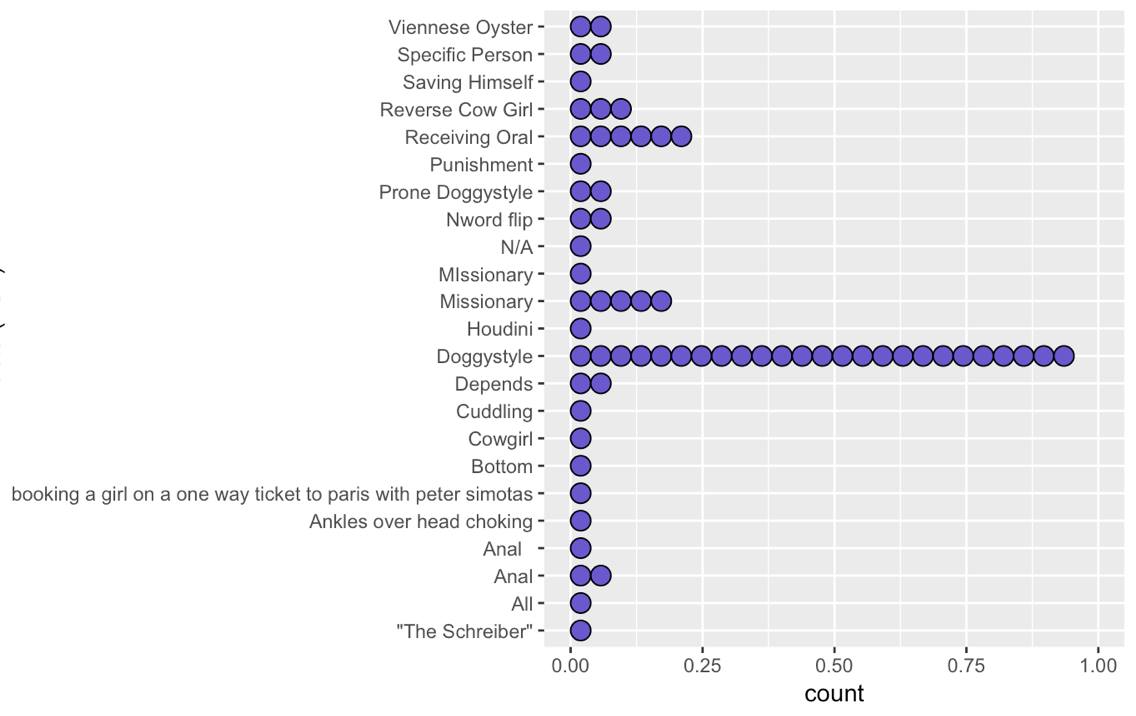 Viennese Oyster
Specific Person
Saving Himself
Reverse Cow Girl
Receiving Oral
Punishment
Prone Doggystyle
Nword flip
N/A
MIssionary
Missionary
Houdini
Doggystyle
Depends
Cuddling
Cowgirl
Bottom
booking a girl on a one way ticket to paris with peter simotas
Ankles over head choking
Anal
Anal
All
"The Schreiber"
0.00 0.25 0.50 0.75 1.00
count